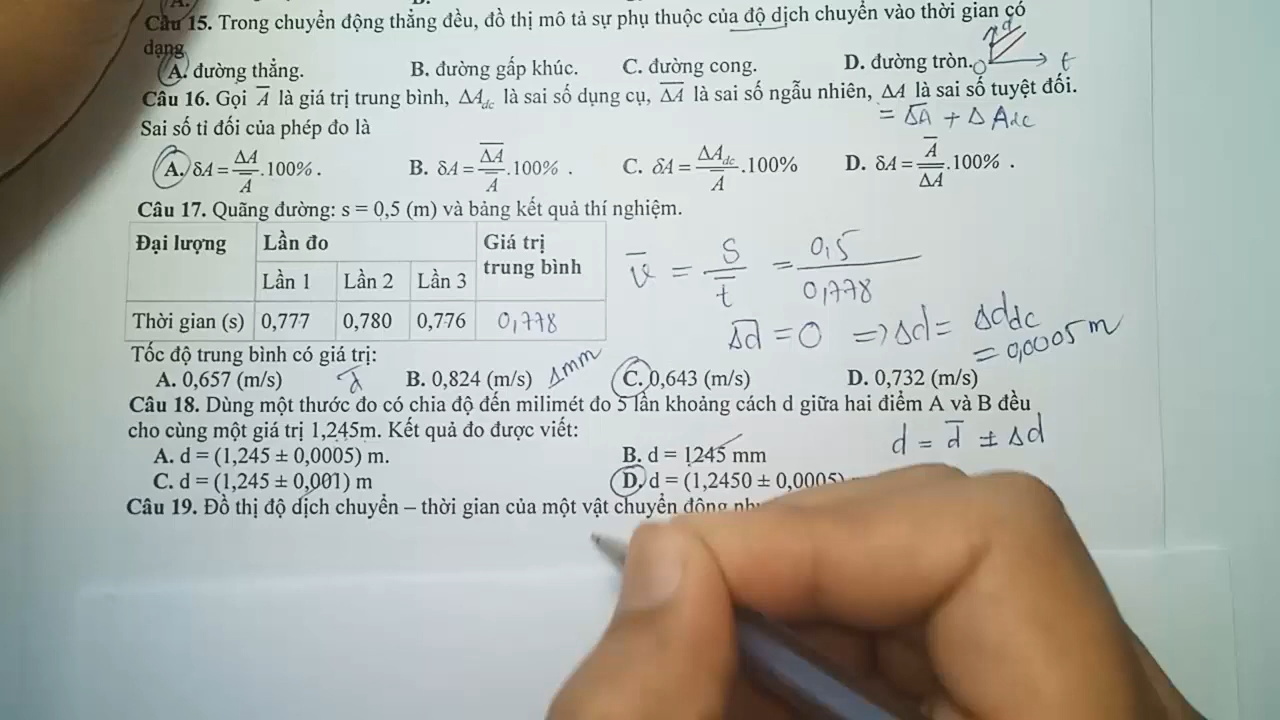 Câu 15. Trong chuyển động thẳng đều, đồ thị mô tả sự phụ thuộc của độ dịch chuyển vào thời gian có
dạng
A. đường thẳng. B. đường gấp khúc. C. đường cong. D. đường tròn.
d
O t
Câu 16. Gọi A̅ là giá trị trung bình, ΔA_dc là sai số dụng cụ, \overline{ΔA} là sai số ngẫu nhiên, ΔA là sai số tuyệt đối.
= \overline{ΔA} + ΔA_dc
Sai số tỉ đối của phép đo là
A. δA = ΔA/A̅ .100% . B. δA = \overline{ΔA}/A̅ .100% . C. δA = ΔA_dc/A̅ .100% D. δA = A̅/ΔA .100% .
Câu 17. Quãng đường: s = 0,5 (m) và bảng kết quả thí nghiệm.
Đại lượng Lần đo Giá trị trung bình
Lần 1 Lần 2 Lần 3
Thời gian (s) 0,777 0,780 0,776 0,778
v̅ = S/t̅ = 0,5/0,778
\overline{Δd} = 0 => Δd = Δd_dc
= 0,0005 m
Tốc độ trung bình có giá trị:
A. 0,657 (m/s) B. 0,824 (m/s) C. 0,643 (m/s) D. 0,732 (m/s)
d̅ 1mm
Câu 18. Dùng một thước đo có chia độ đến milimét đo 5 lần khoảng cách d giữa hai điểm A và B đều
cho cùng một giá trị 1,245m. Kết quả đo được viết:
d = d̅ ± Δd
A. d = (1,245 ± 0,0005) m. B. d = 1245 mm
C. d = (1,245 ± 0,001) m D. d = (1,2450 ± 0,0005)
Câu 19. Đồ thị độ dịch chuyển – thời gian của một vật chuyển động